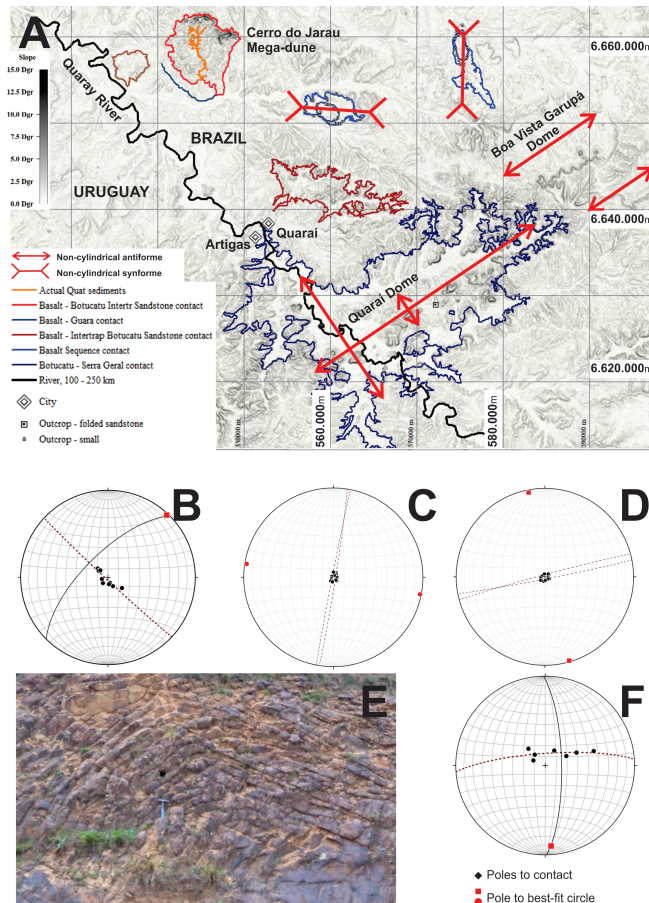 A
Cerro do Jarau
Mega-dune
6.660.000m
Slope
15.0 Dgr
12.5 Dgr
10.0 Dgr
7.5 Dgr
5.0 Dgr
2.5 Dgr
0.0 Dgr
Quaray River
BRAZIL
URUGUAY
Boa Vista Garupá
Dome
6.640.000m
Quaraí
Artigas
Quaraí Dome
6.620.000m
Non-cylindrical antiforme
Non-cylindrical synforme
Actual Quat sediments
Basalt - Botucatu Intertr Sandstone contact
Basalt - Guara contact
Basalt - Intertrap Botucatu Sandstone contact
Basalt Sequence contact
Botucatu - Serra Geral contact
River, 100 - 250 km
City
Outcrop - folded sandstone
Outcrop - small
550000 m
560.000m
570000 m
580.000m
590000 m
B
C
D
E
F
Poles to contact
Pole to best-fit circle